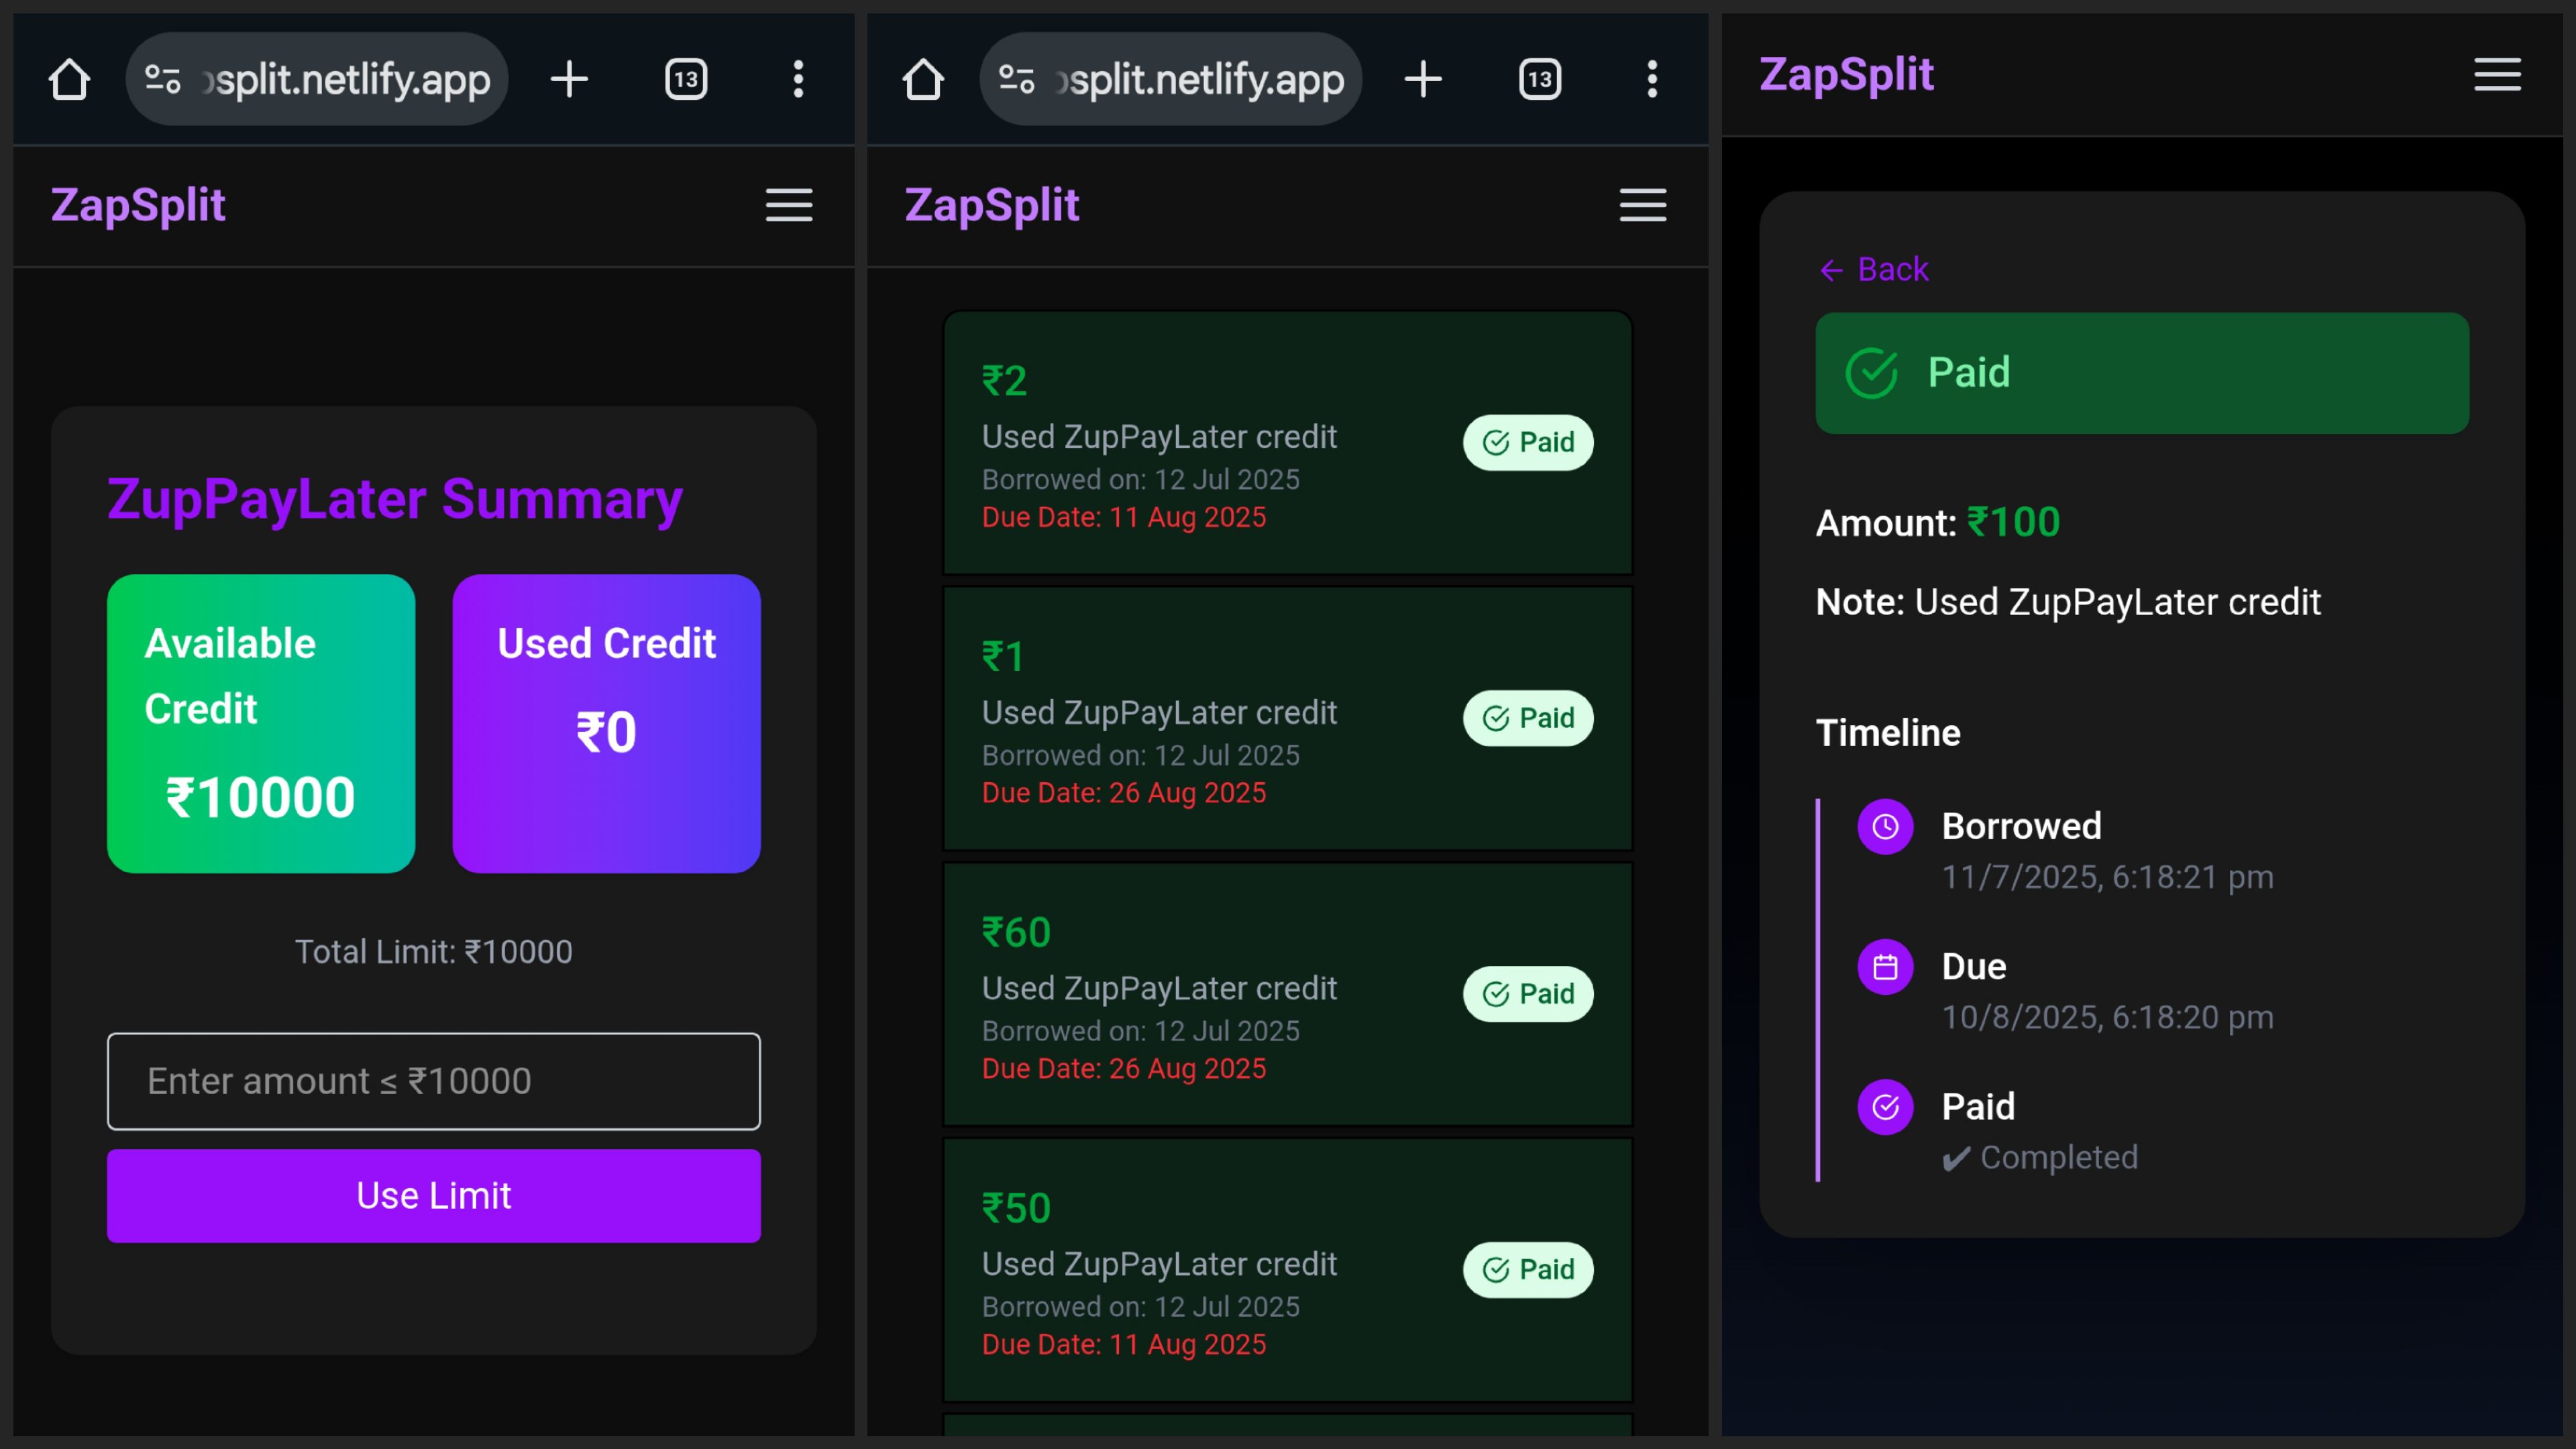 split.netlify.app
13
ZapSplit
ZupPayLater Summary
Available
Credit
₹10000
Used Credit
₹0
Total Limit: ₹10000
Enter amount ≤ ₹10000
Use Limit
split.netlify.app
13
ZapSplit
₹2
Used ZupPayLater credit
Borrowed on: 12 Jul 2025
Due Date: 11 Aug 2025
Paid
₹1
Used ZupPayLater credit
Borrowed on: 12 Jul 2025
Due Date: 26 Aug 2025
Paid
₹60
Used ZupPayLater credit
Borrowed on: 12 Jul 2025
Due Date: 26 Aug 2025
Paid
₹50
Used ZupPayLater credit
Borrowed on: 12 Jul 2025
Due Date: 11 Aug 2025
Paid
ZapSplit
← Back
Paid
Amount: ₹100
Note: Used ZupPayLater credit
Timeline
Borrowed
11/7/2025, 6:18:21 pm
Due
10/8/2025, 6:18:20 pm
Paid
✔ Completed